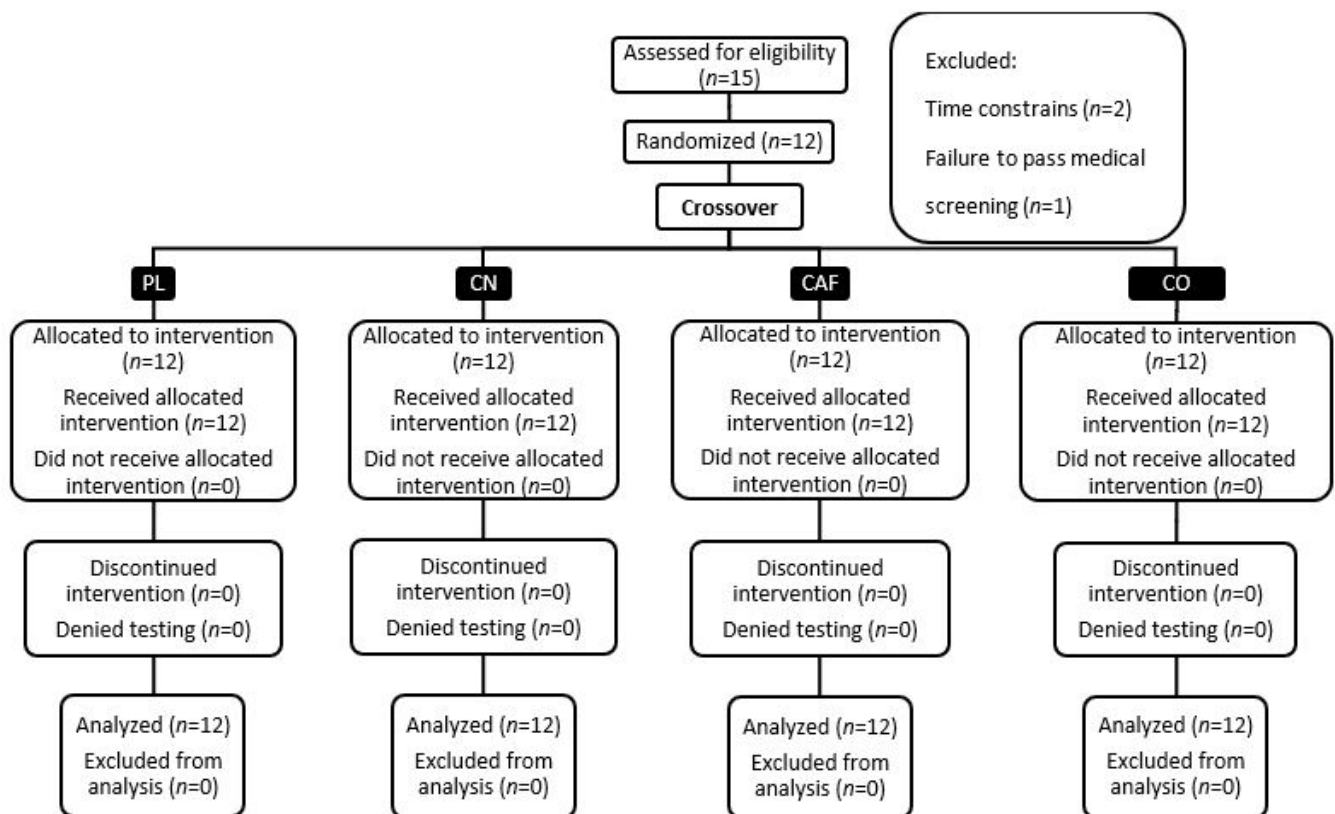 Assessed for eligibility
(n=15)
Excluded:
Time constrains (n=2)
Failure to pass medical
screening (n=1)
Randomized (n=12)
Crossover
PL
Allocated to intervention
(n=12)
Received allocated
intervention (n=12)
Did not receive allocated
intervention (n=0)
Discontinued
intervention (n=0)
Denied testing (n=0)
Analyzed (n=12)
Excluded from
analysis (n=0)
CN
Allocated to intervention
(n=12)
Received allocated
intervention (n=12)
Did not receive allocated
intervention (n=0)
Discontinued
intervention (n=0)
Denied testing (n=0)
Analyzed (n=12)
Excluded from
analysis (n=0)
CAF
Allocated to intervention
(n=12)
Received allocated
intervention (n=12)
Did not receive allocated
intervention (n=0)
Discontinued
intervention (n=0)
Denied testing (n=0)
Analyzed (n=12)
Excluded from
analysis (n=0)
CO
Allocated to intervention
(n=12)
Received allocated
intervention (n=12)
Did not receive allocated
intervention (n=0)
Discontinued
intervention (n=0)
Denied testing (n=0)
Analyzed (n=12)
Excluded from
analysis (n=0)